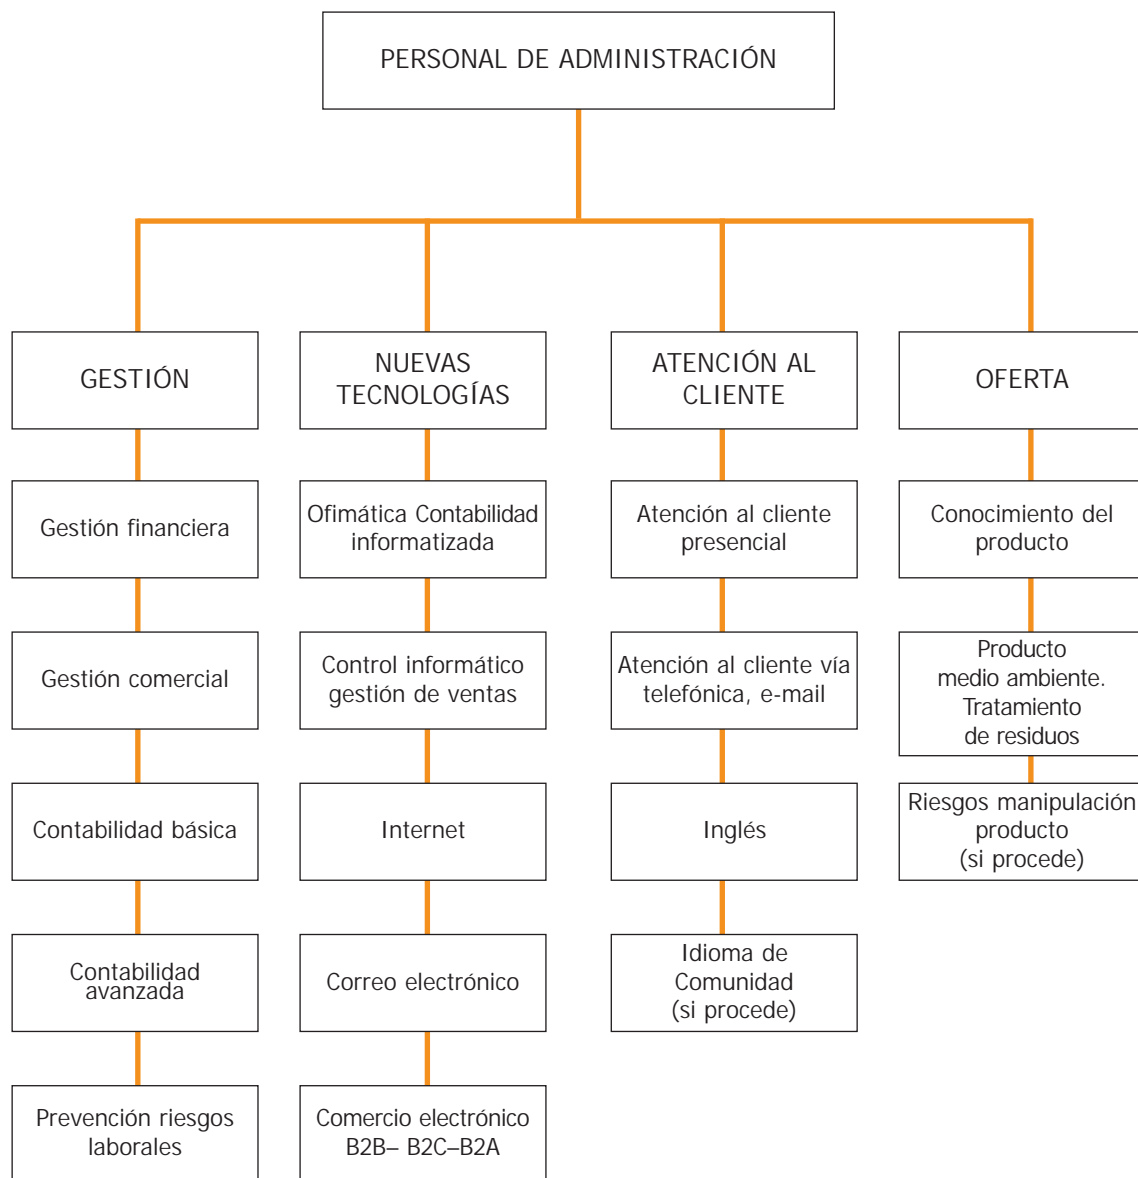 PERSONAL DE ADMINISTRACIÓN
GESTIÓN
Gestión financiera
Gestión comercial
Contabilidad básica
Contabilidad
avanzada
Prevención riesgos
laborales
NUEVAS
TECNOLOGÍAS
Ofimática Contabilidad
informatizada
Control informático
gestión de ventas
Internet
Correo electrónico
Comercio electrónico
B2B– B2C–B2A
ATENCIÓN AL
CLIENTE
Atención al cliente
presencial
Atención al cliente vía
telefónica, e-mail
Inglés
Idioma de
Comunidad
(si procede)
OFERTA
Conocimiento del
producto
Producto
medio ambiente.
Tratamiento
de residuos
Riesgos manipulación
producto
(si procede)